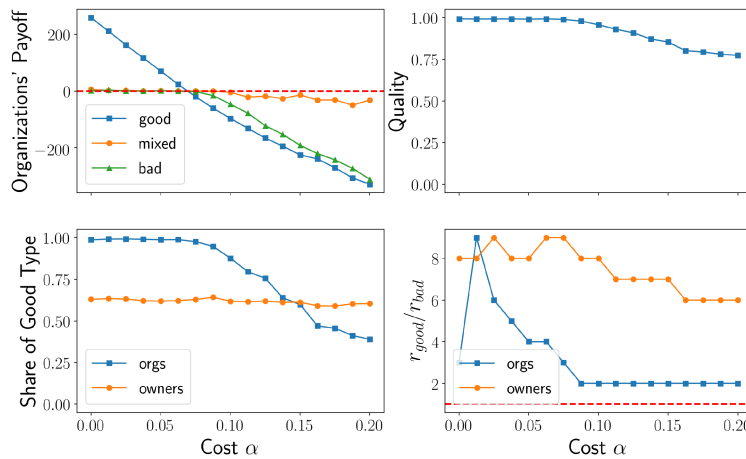 Organizations' Payoff
200
0
−200
good
mixed
bad
Quality
1.00
0.75
0.50
0.25
0.00
Share of Good Type
1.00
0.75
0.50
0.25
0.00
orgs
owners
0.00 0.05 0.10 0.15 0.20
Cost α
r_good/r_bad
8
6
4
2
orgs
owners
0.00 0.05 0.10 0.15 0.20
Cost α